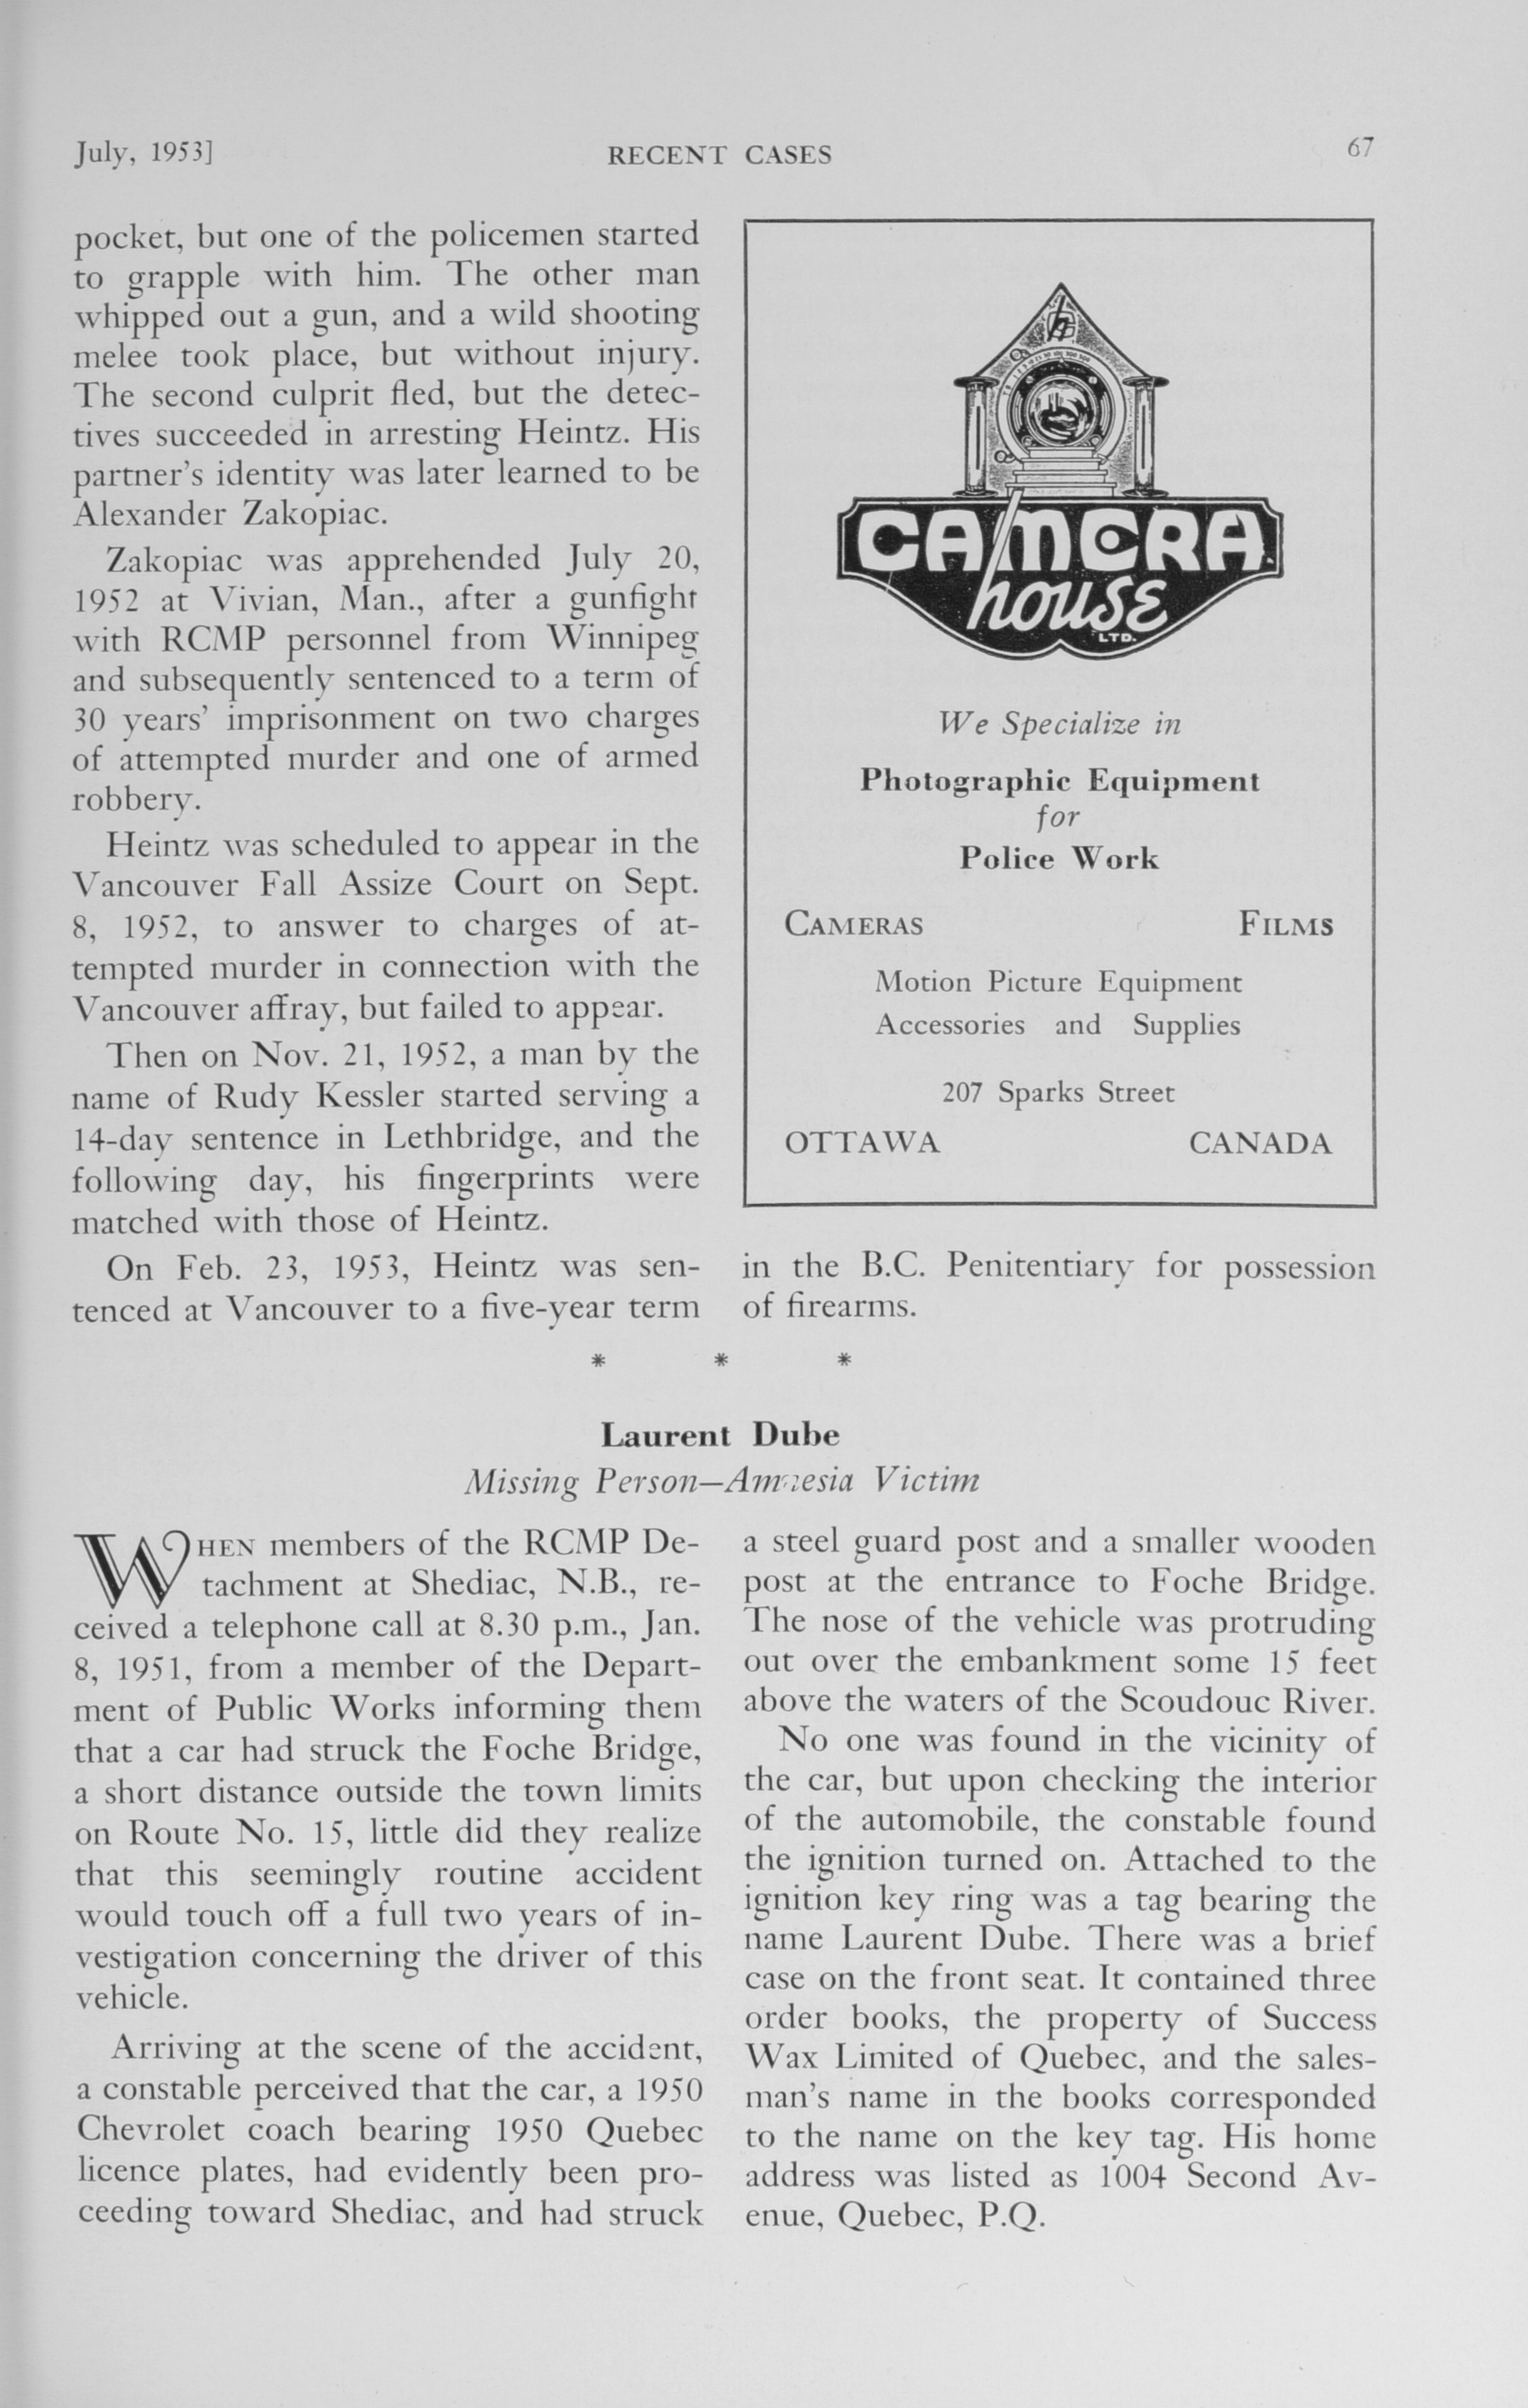 July, 1953]
RECENT CASES
67
pocket, but one of the policemen started
to grapple with him. The other man
whipped out a gun, and a wild shooting
melee took place, but without injury.
The second culprit fled, but the detec-
tives succeeded in arresting Heintz. His
partner's identity was later learned to be
Alexander Zakopiac.
Zakopiac was apprehended July 20,
1952 at Vivian, Man., after a gunfight
with RCMP personnel from Winnipeg
and subsequently sentenced to a term of
30 years' imprisonment on two charges
of attempted murder and one of armed
robbery.
Heintz was scheduled to appear in the
Vancouver Fall Assize Court on Sept.
8, 1952, to answer to charges of at-
tempted murder in connection with the
Vancouver affray, but failed to appear.
Then on Nov. 21, 1952, a man by the
name of Rudy Kessler started serving a
14-day sentence in Lethbridge, and the
following day, his fingerprints were
matched with those of Heintz.
On Feb. 23, 1953, Heintz was sen-
tenced at Vancouver to a five-year term
CAMERA
house
LTD.
We Specialize in
Photographic Equipment
for
Police Work
CAMERAS FILMS
Motion Picture Equipment
Accessories and Supplies
207 Sparks Street
OTTAWA CANADA
in the B.C. Penitentiary for possession
of firearms.
* * *
Laurent Dube
Missing Person—Amnesia Victim
WHEN members of the RCMP De-
tachment at Shediac, N.B., re-
ceived a telephone call at 8.30 p.m., Jan.
8, 1951, from a member of the Depart-
ment of Public Works informing them
that a car had struck the Foche Bridge,
a short distance outside the town limits
on Route No. 15, little did they realize
that this seemingly routine accident
would touch off a full two years of in-
vestigation concerning the driver of this
vehicle.
Arriving at the scene of the accident,
a constable perceived that the car, a 1950
Chevrolet coach bearing 1950 Quebec
licence plates, had evidently been pro-
ceeding toward Shediac, and had struck
a steel guard post and a smaller wooden
post at the entrance to Foche Bridge.
The nose of the vehicle was protruding
out over the embankment some 15 feet
above the waters of the Scoudouc River.
No one was found in the vicinity of
the car, but upon checking the interior
of the automobile, the constable found
the ignition turned on. Attached to the
ignition key ring was a tag bearing the
name Laurent Dube. There was a brief
case on the front seat. It contained three
order books, the property of Success
Wax Limited of Quebec, and the sales-
man's name in the books corresponded
to the name on the key tag. His home
address was listed as 1004 Second Av-
enue, Quebec, P.Q.